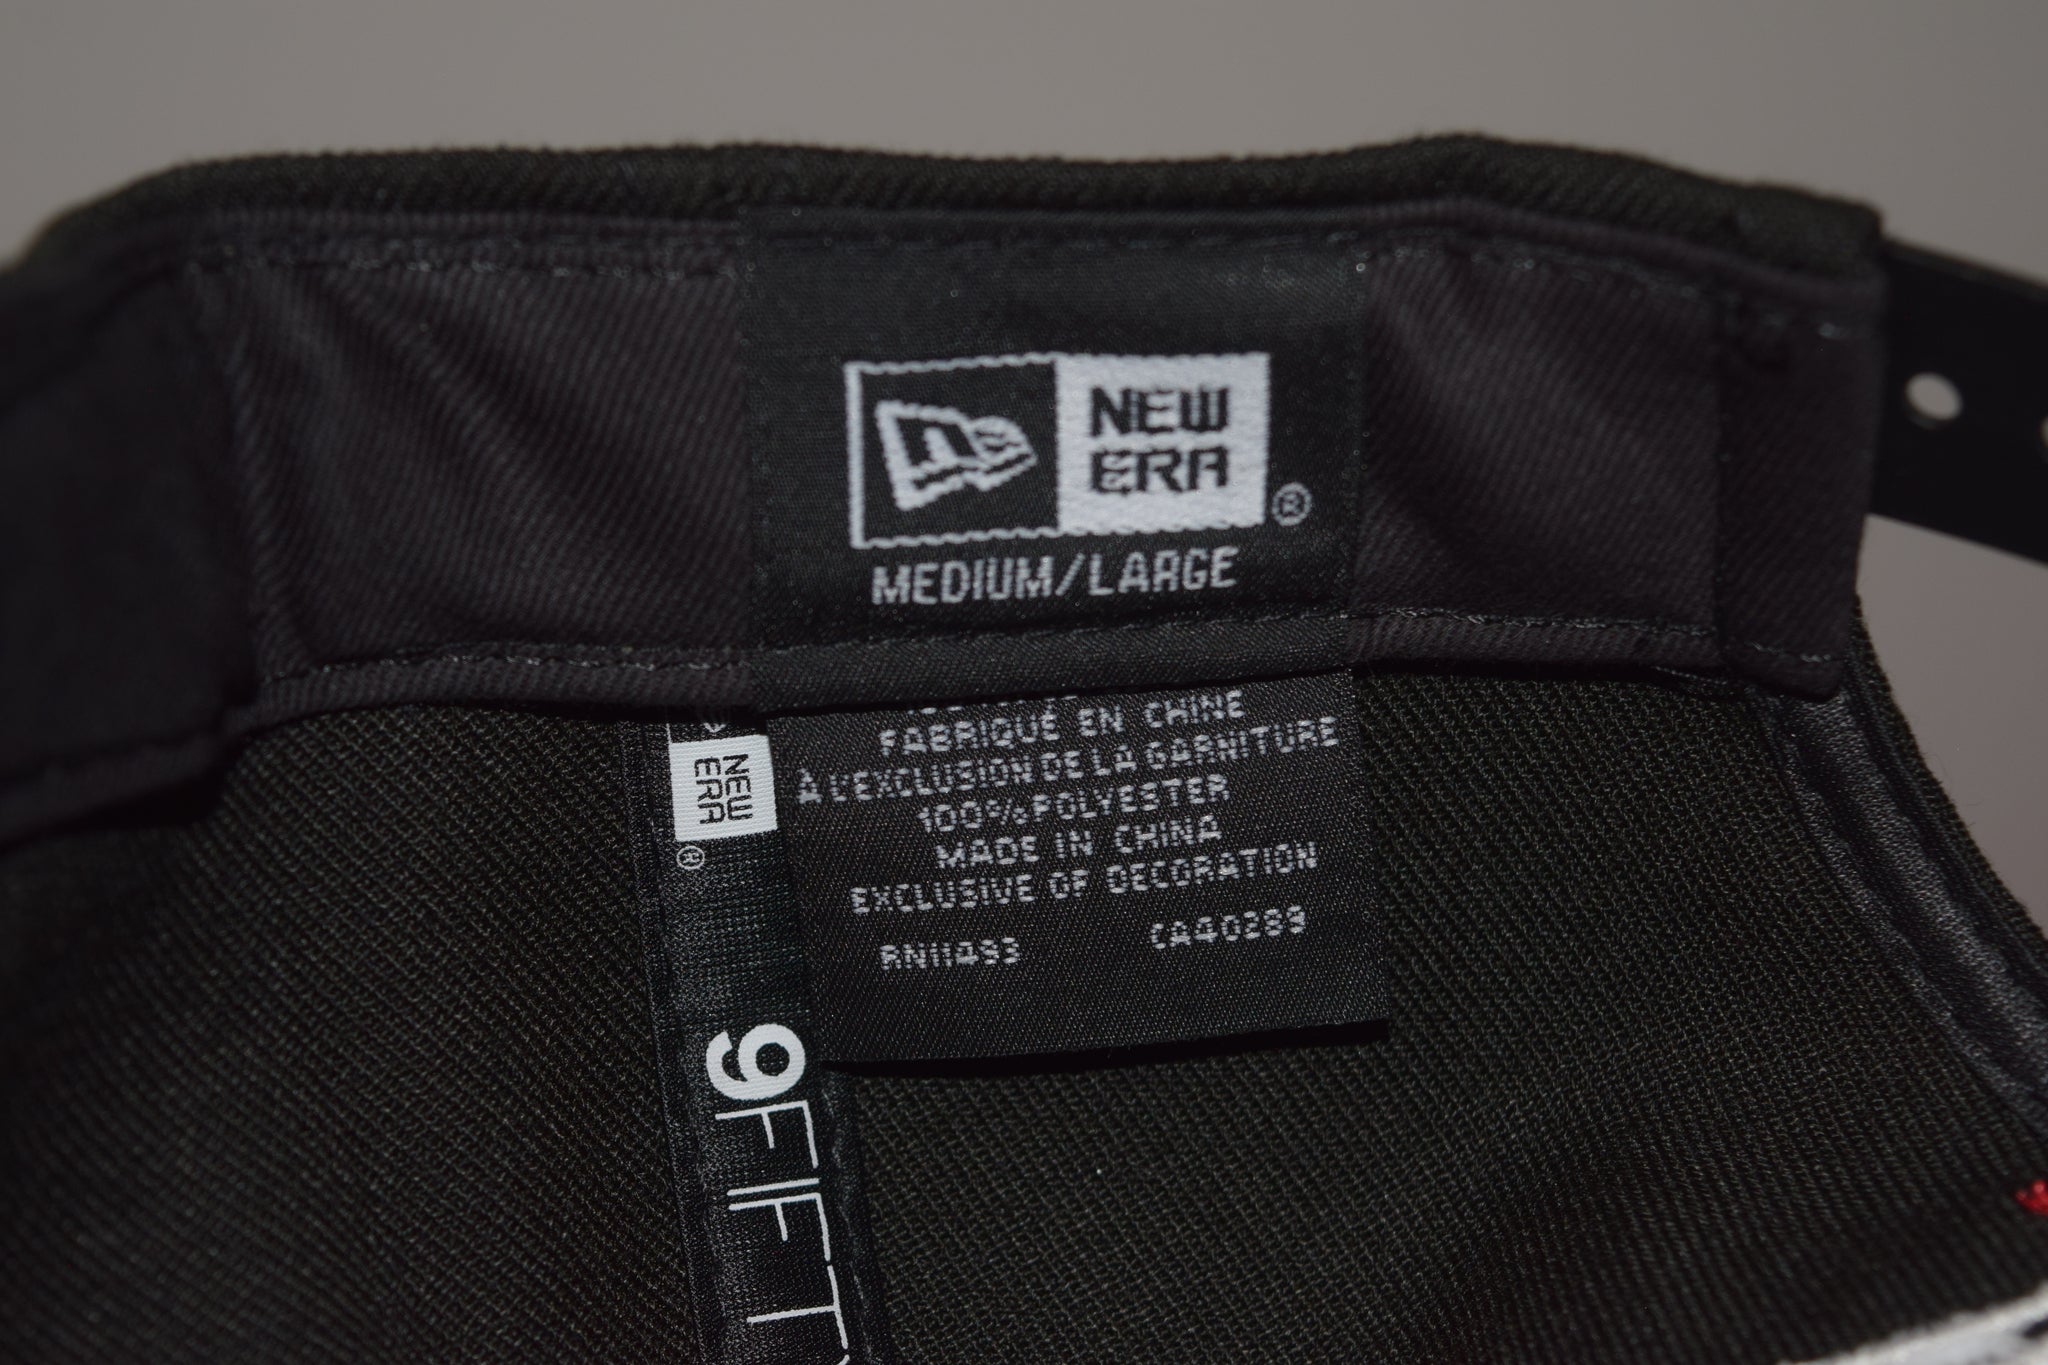 NEW
ERA
®
MEDIUM/LARGE
FABRIQUÉ EN CHINE
À L'EXCLUSION DE LA GARNITURE
100% POLYESTER
MADE IN CHINA
EXCLUSIVE OF DECORATION
RN11493 CA40299
NEW
ERA
®
9FIFTY